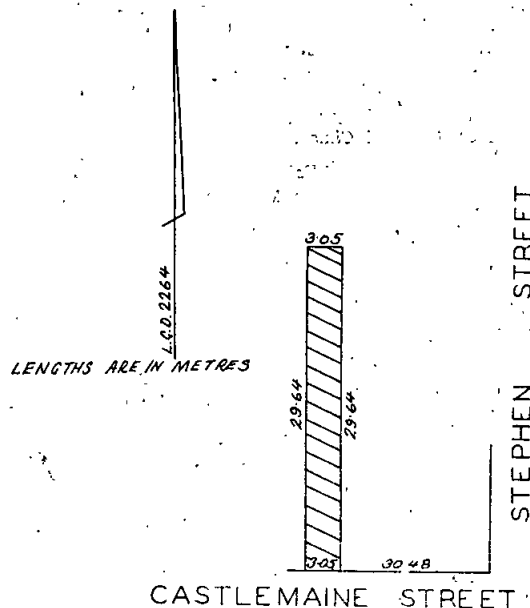 3.05
STREET
L.G.D. 2264
LENGTHS ARE IN METRES
29.64
29.64
STEPHEN
3.05
30.48
CASTLEMAINE STREET